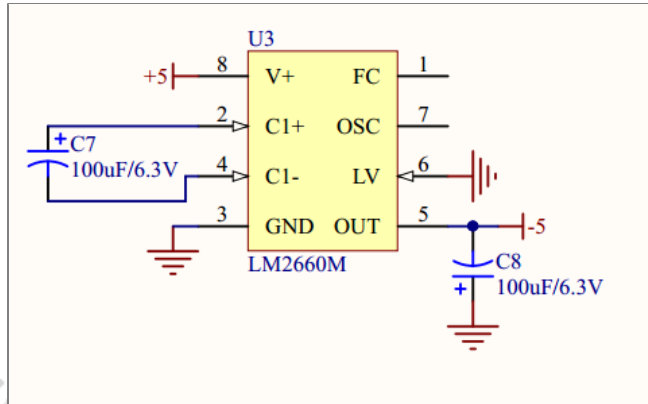 U3
+5
8
V+
FC
1
2
C1+
OSC
7
+
C7
100uF/6.3V
4
C1-
LV
6
3
GND
OUT
5
-5
LM2660M
C8
+
100uF/6.3V